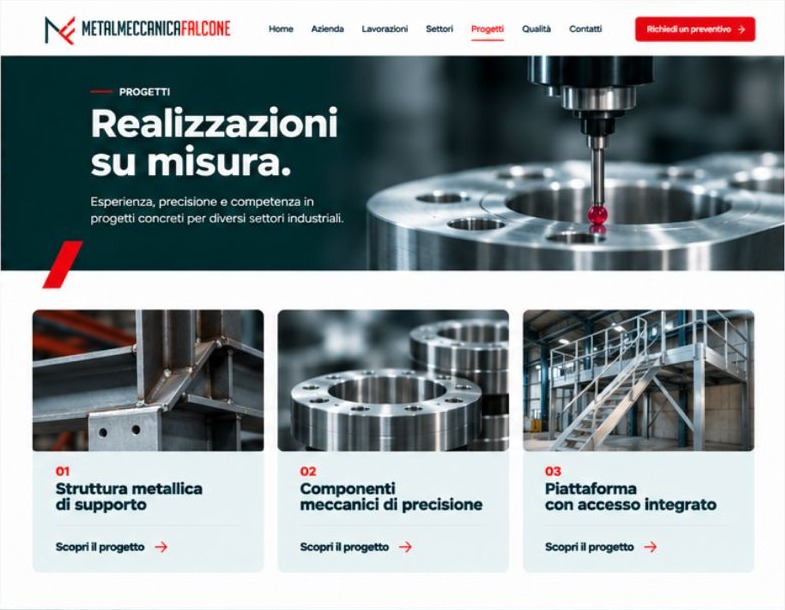 METALMECCANICAFALCONE
Home
Azienda
Lavorazioni
Settori
Progetti
Qualità
Contatti
Richiedi un preventivo
PROGETTI
Realizzazioni
su misura.
Esperienza, precisione e competenza in
progetti concreti per diversi settori industriali.
01
Struttura metallica
di supporto
Scopri il progetto
02
Componenti
meccanici di precisione
Scopri il progetto
03
Piattaforma
con accesso integrato
Scopri il progetto